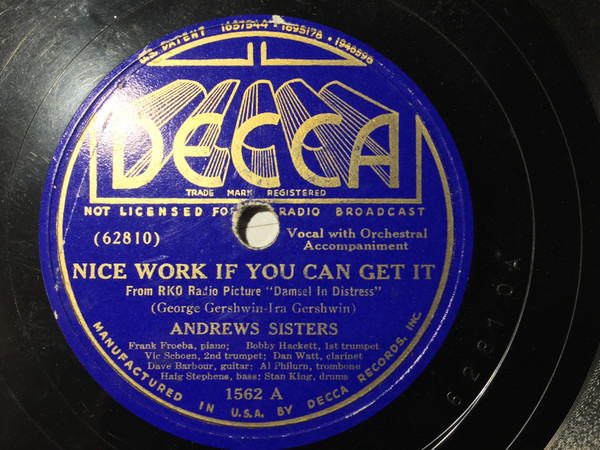 U.S. PATENT 1637544 • 1695178 • 1948596
DECCA
TRADE MARK REGISTERED
NOT LICENSED FOR RADIO BROADCAST
(62810)
Vocal with Orchestral
Accompaniment
NICE WORK IF YOU CAN GET IT
From RKO Radio Picture "Damsel In Distress"
(George Gershwin-Ira Gershwin)
ANDREWS SISTERS
Frank Froeba, piano; Bobby Hackett, 1st trumpet
Vic Schoen, 2nd trumpet; Dan Watt, clarinet
Dave Barbour, guitar; Al Philurn, trombone
Haig Stephens, bass; Stan King, drums
1562 A
MANUFACTURED IN U.S.A. BY DECCA RECORDS, INC.
62810A